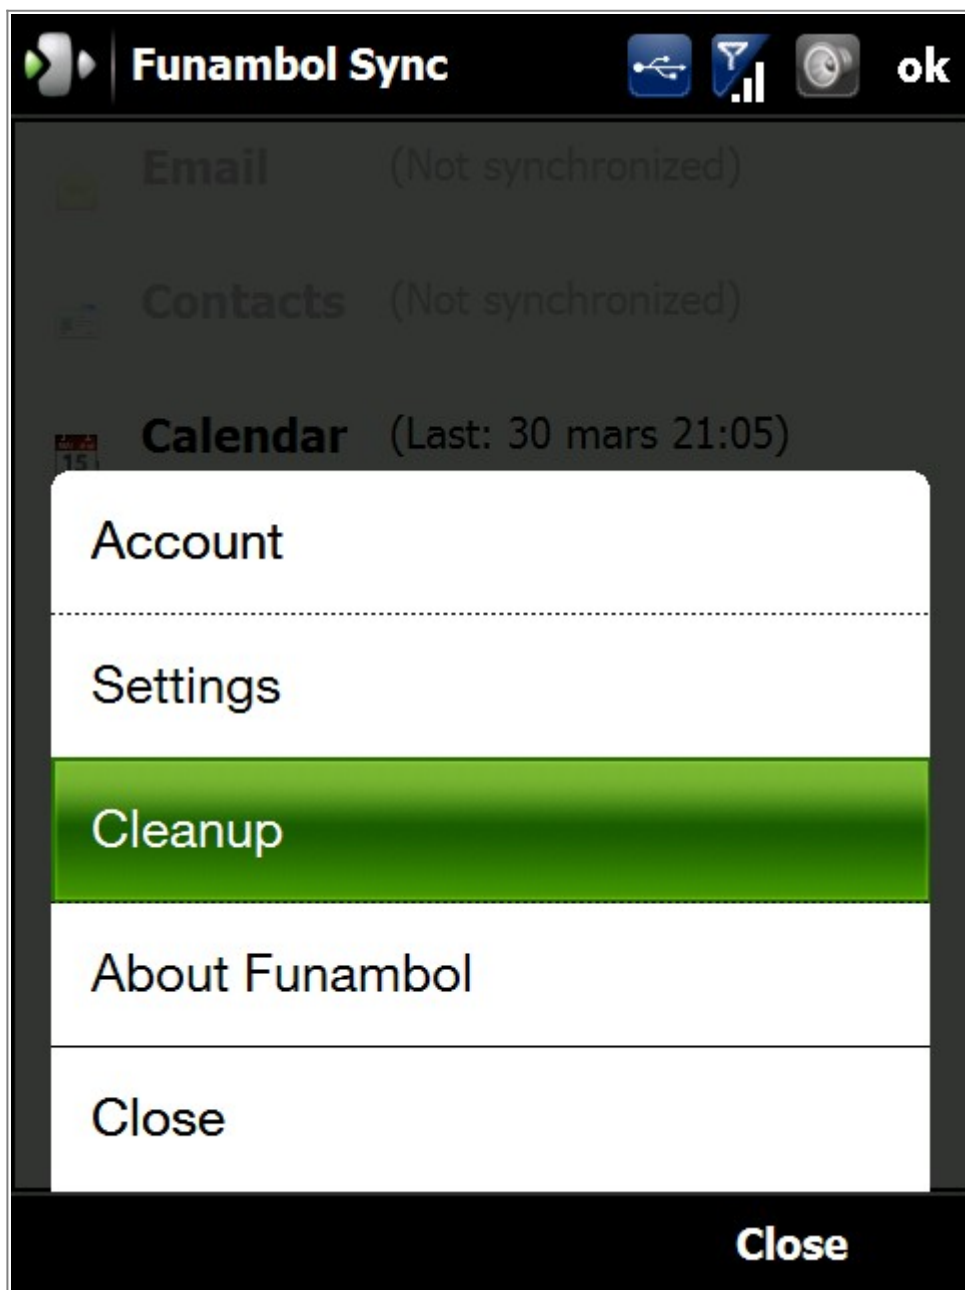 Funambol Sync ok
Email (Not synchronized)
Contacts (Not synchronized)
Calendar (Last: 30 mars 21:05)
15
Account
Settings
Cleanup
About Funambol
Close
Close